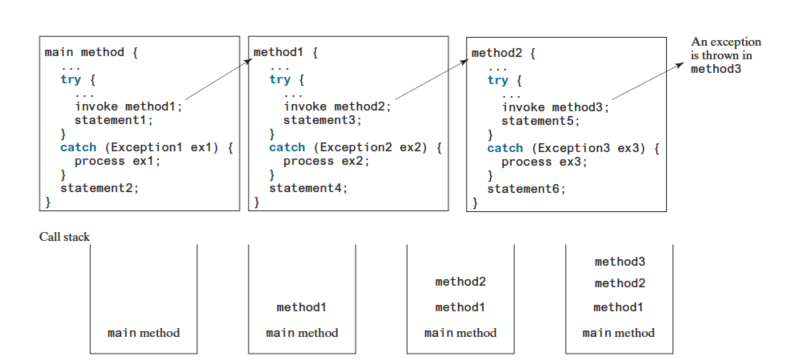 main method {
...
try {
...
invoke method1;
statement1;
}
catch (Exception1 ex1) {
process ex1;
}
statement2;
}
method1 {
...
try {
...
invoke method2;
statement3;
}
catch (Exception2 ex2) {
process ex2;
}
statement4;
}
method2 {
...
try {
...
invoke method3;
statement5;
}
catch (Exception3 ex3) {
process ex3;
}
statement6;
}
An exception
is thrown in
method3
Call stack
main method
method1
main method
method2
method1
main method
method3
method2
method1
main method